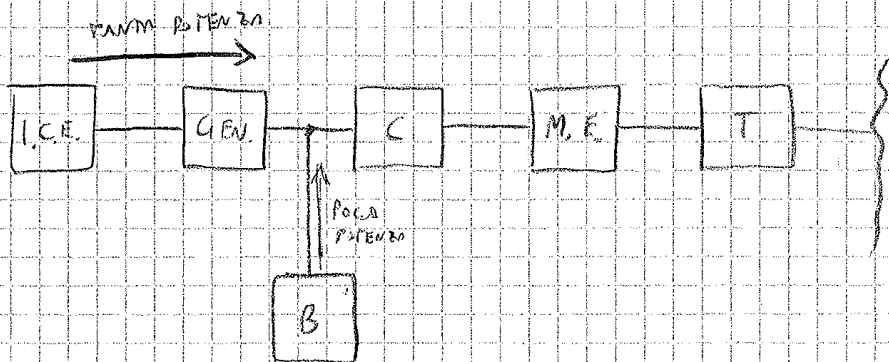 TANTA POTENZA
I.C.E.
GEN.
C
M.E.
T
POCA
POTENZA
B